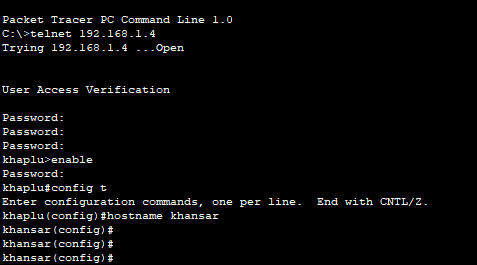 Packet Tracer PC Command Line 1.0
C:\>telnet 192.168.1.4
Trying 192.168.1.4 ...Open
User Access Verification
Password:
Password:
Password:
khaplu>enable
Password:
khaplu#config t
Enter configuration commands, one per line.  End with CNTL/Z.
khaplu(config)#hostname khansar
khansar(config)#
khansar(config)#
khansar(config)#